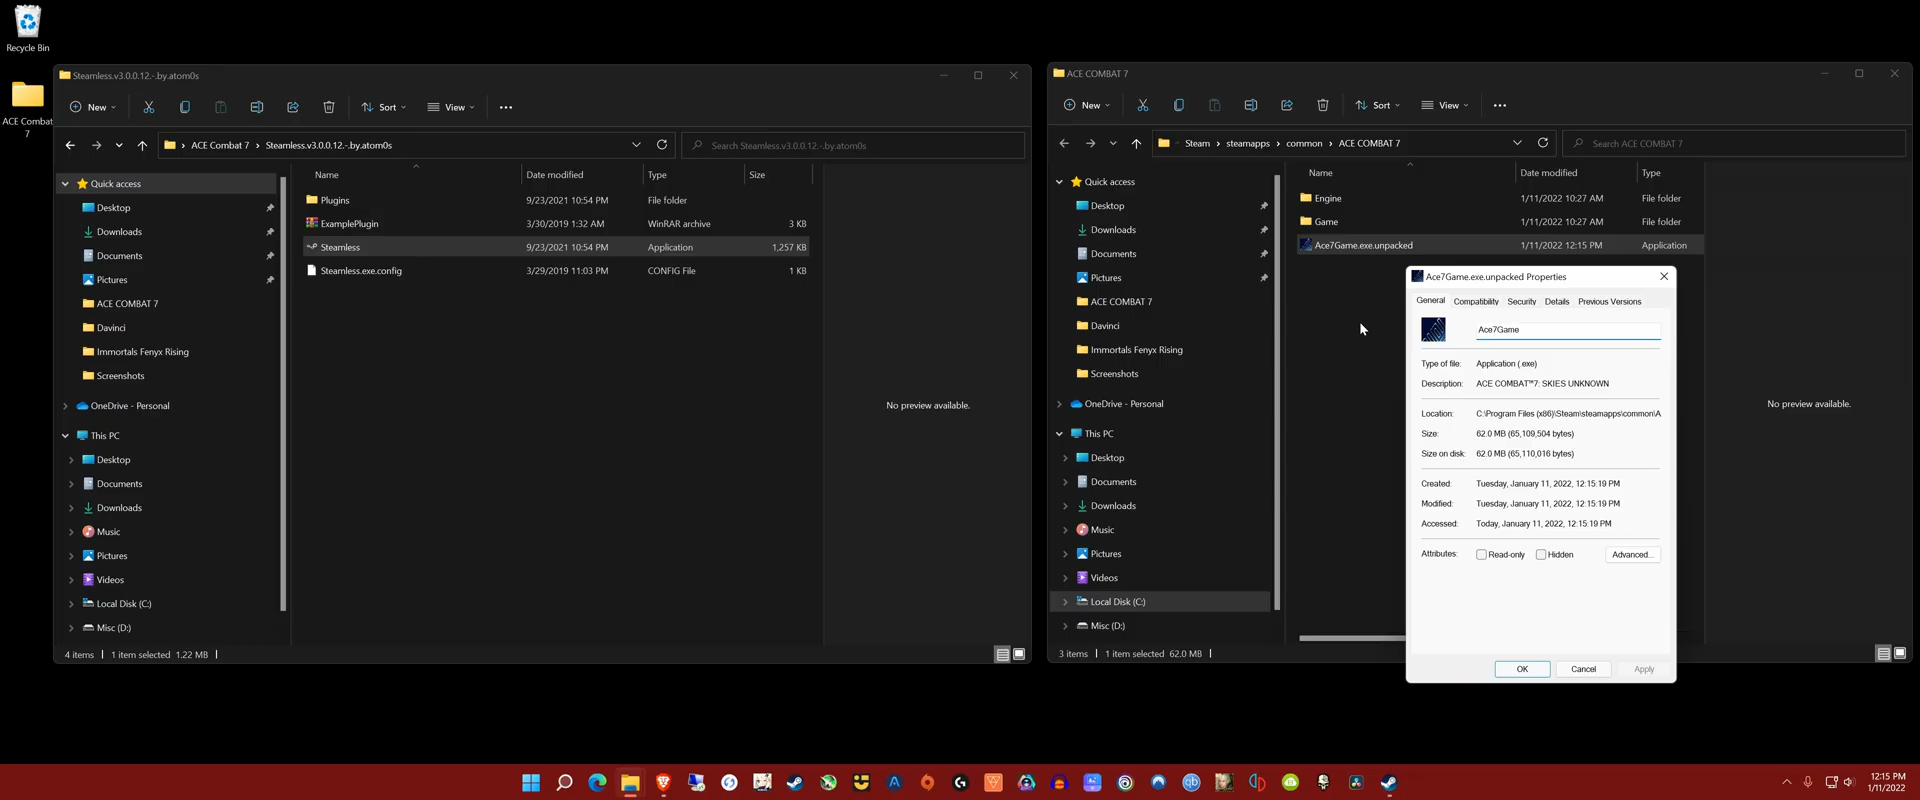 Recycle Bin
ACE Combat 7
Steamless.v3.0.0.12.-.by.atom0s
New
Sort
View
ACE Combat 7 > Steamless.v3.0.0.12.-.by.atom0s
Search Steamless.v3.0.0.12.-.by.atom0s
Quick access
Desktop
Downloads
Documents
Pictures
ACE COMBAT 7
Davinci
Immortals Fenyx Rising
Screenshots
OneDrive - Personal
This PC
Desktop
Documents
Downloads
Music
Pictures
Videos
Local Disk (C:)
Misc (D:)
Name Date modified Type Size
Plugins 9/23/2021 10:54 PM File folder
ExamplePlugin 3/30/2019 1:32 AM WinRAR archive 3 KB
Steamless 9/23/2021 10:54 PM Application 1,257 KB
Steamless.exe.config 3/29/2019 11:03 PM CONFIG File 1 KB
No preview available.
4 items 1 item selected 1.22 MB
ACE COMBAT 7
New
Sort
View
Steam > steamapps > common > ACE COMBAT 7
Search ACE COMBAT 7
Quick access
Desktop
Downloads
Documents
Pictures
ACE COMBAT 7
Davinci
Immortals Fenyx Rising
Screenshots
OneDrive - Personal
This PC
Desktop
Documents
Downloads
Music
Pictures
Videos
Local Disk (C:)
Misc (D:)
Name Date modified Type
Engine 1/11/2022 10:27 AM File folder
Game 1/11/2022 10:27 AM File folder
Ace7Game.exe.unpacked 1/11/2022 12:15 PM Application
No preview available.
3 items 1 item selected 62.0 MB
Ace7Game.exe.unpacked Properties
General Compatibility Security Details Previous Versions
Ace7Game
Type of file: Application (.exe)
Description: ACE COMBAT™7: SKIES UNKNOWN
Location: C:\Program Files (x86)\Steam\steamapps\common\A
Size: 62.0 MB (65,109,504 bytes)
Size on disk: 62.0 MB (65,110,016 bytes)
Created: Tuesday, January 11, 2022, 12:15:19 PM
Modified: Tuesday, January 11, 2022, 12:15:19 PM
Accessed: Today, January 11, 2022, 12:15:19 PM
Attributes: Read-only Hidden Advanced...
OK Cancel Apply
12:15 PM
1/11/2022